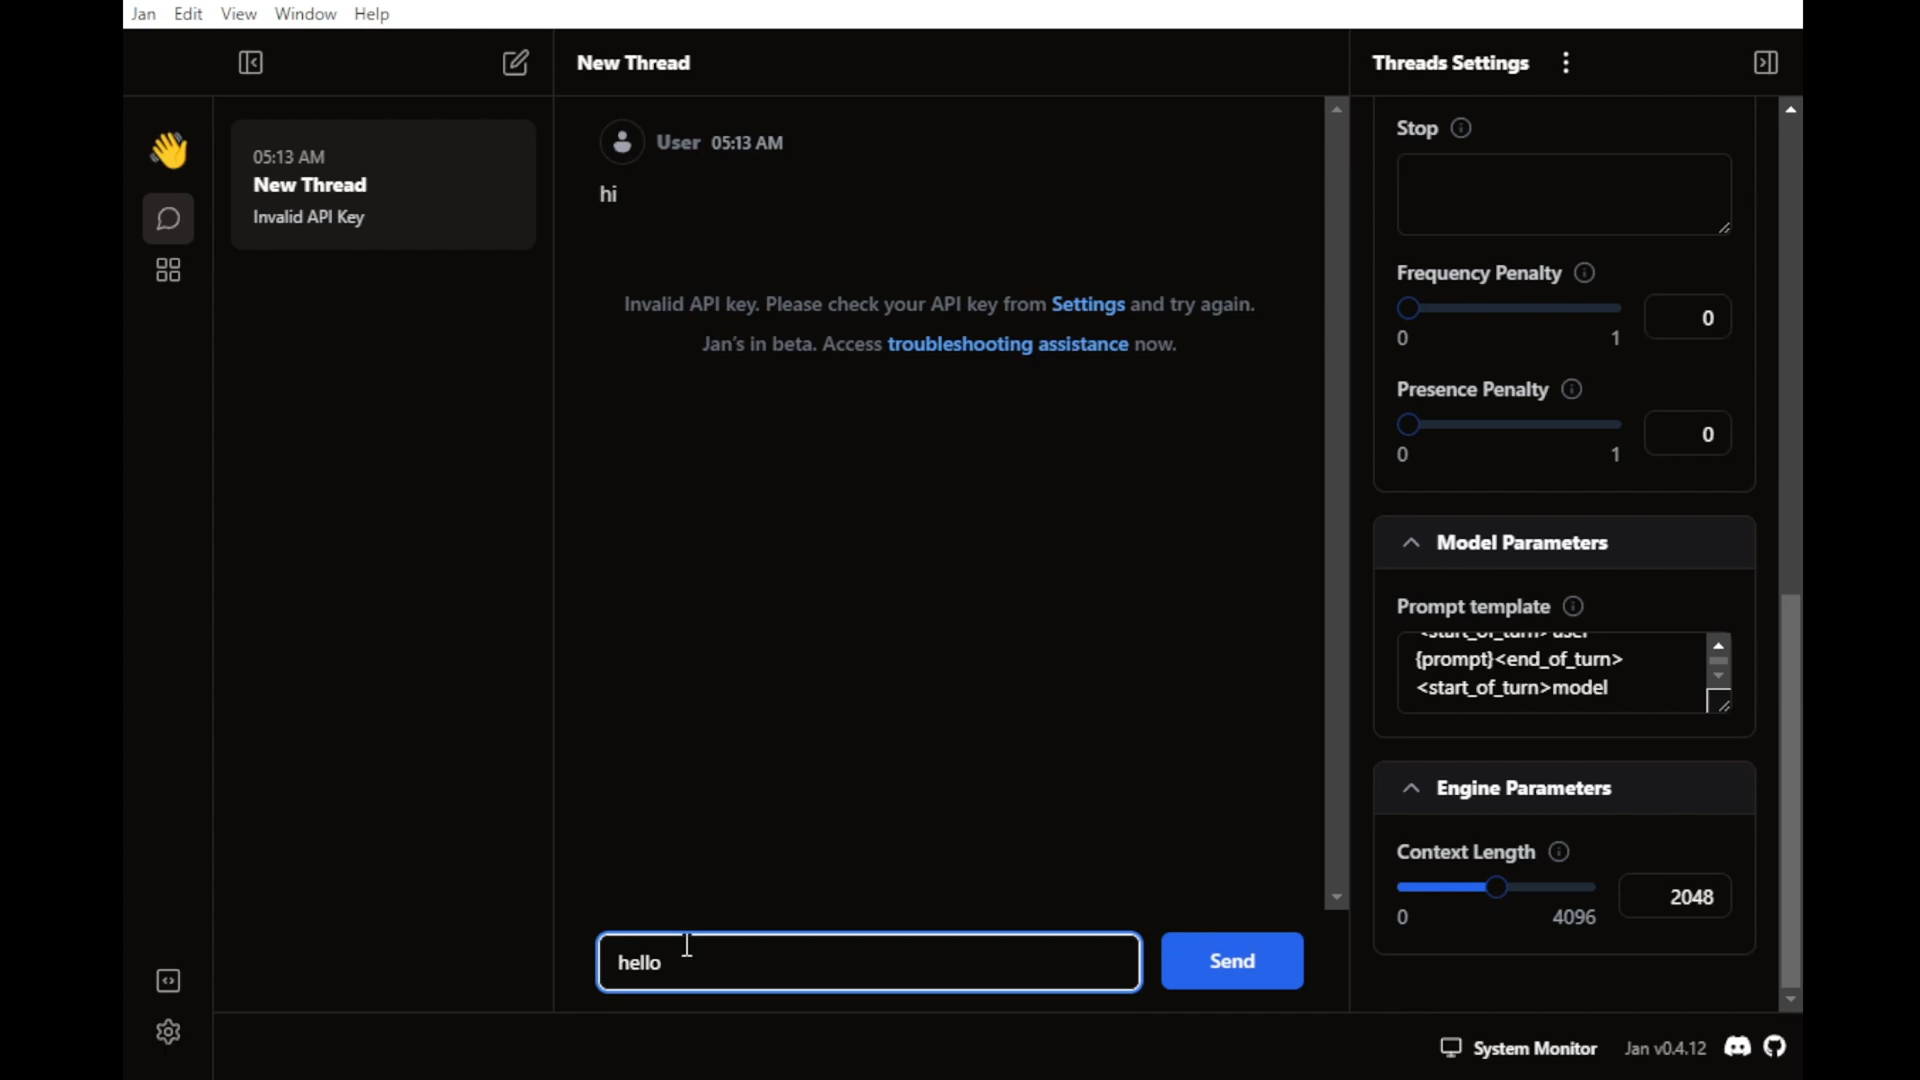 Jan Edit View Window Help
New Thread
Threads Settings
05:13 AM
New Thread
Invalid API Key
User 05:13 AM
hi
Invalid API key. Please check your API key from Settings and try again.
Jan's in beta. Access troubleshooting assistance now.
hello
Send
Stop
Frequency Penalty
0
0 1
Presence Penalty
0
0 1
Model Parameters
Prompt template
<start_of_turn>user
{prompt}<end_of_turn>
<start_of_turn>model
Engine Parameters
Context Length
2048
0 4096
System Monitor Jan v0.4.12